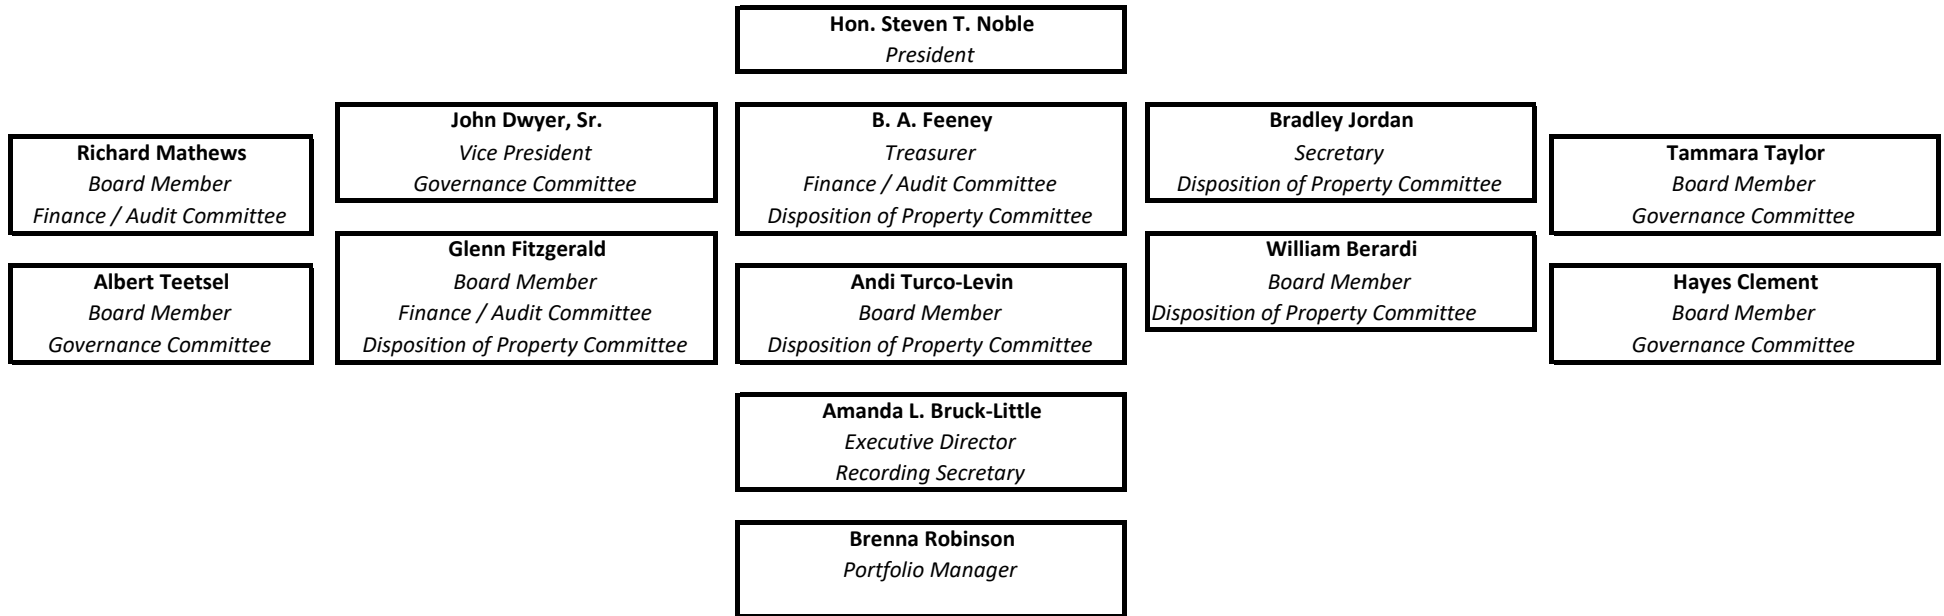 Hon. Steven T. Noble
President
Richard Mathews
Board Member
Finance / Audit Committee
John Dwyer, Sr.
Vice President
Governance Committee
B. A. Feeney
Treasurer
Finance / Audit Committee
Disposition of Property Committee
Bradley Jordan
Secretary
Disposition of Property Committee
Tammara Taylor
Board Member
Governance Committee
Albert Teetsel
Board Member
Governance Committee
Glenn Fitzgerald
Board Member
Finance / Audit Committee
Disposition of Property Committee
Andi Turco-Levin
Board Member
Disposition of Property Committee
William Berardi
Board Member
Disposition of Property Committee
Hayes Clement
Board Member
Governance Committee
Amanda L. Bruck-Little
Executive Director
Recording Secretary
Brenna Robinson
Portfolio Manager